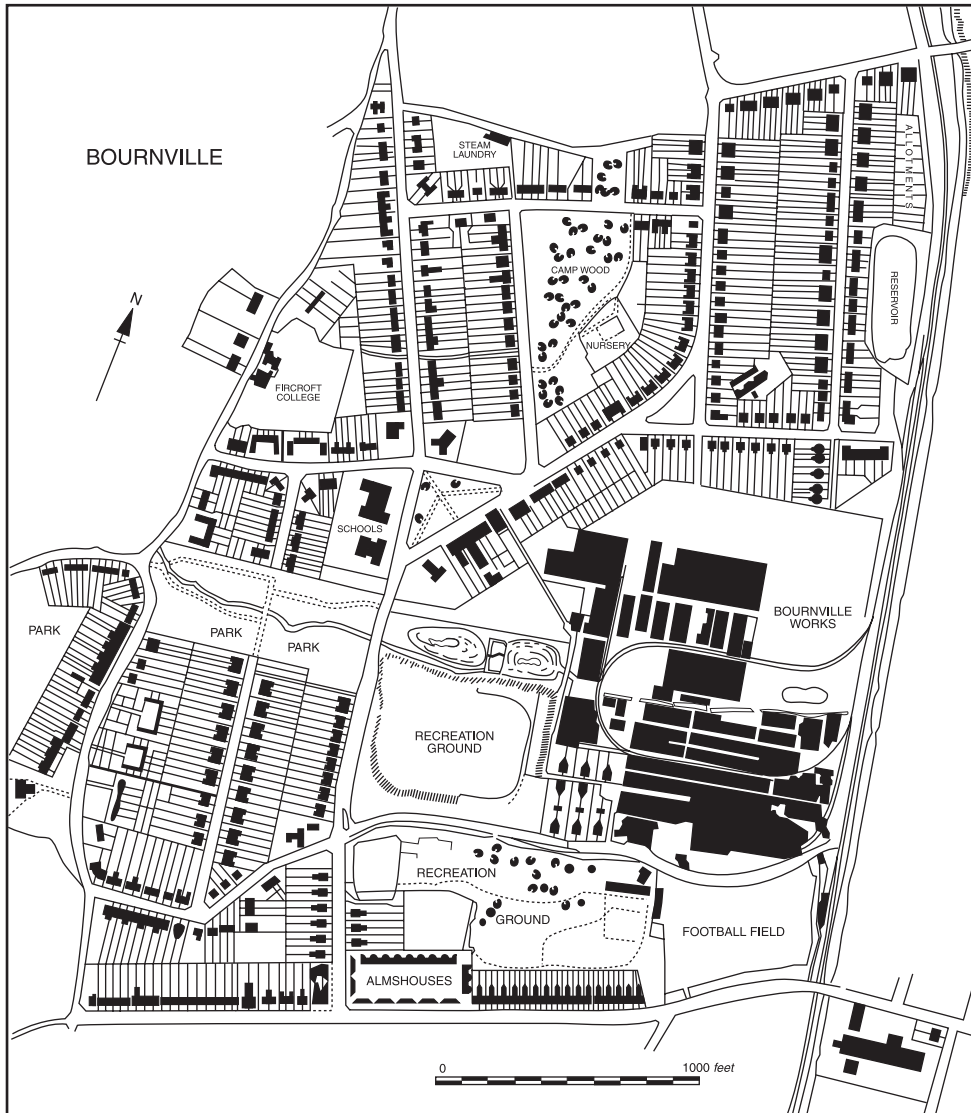 BOURNVILLE
N
STEAM
LAUNDRY
ALLOTMENTS
CAMP WOOD
RESERVOIR
NURSERY
FIRCROFT
COLLEGE
SCHOOLS
BOURNVILLE
WORKS
PARK
PARK
PARK
RECREATION
GROUND
RECREATION
GROUND
FOOTBALL FIELD
ALMSHOUSES
0 1000 feet